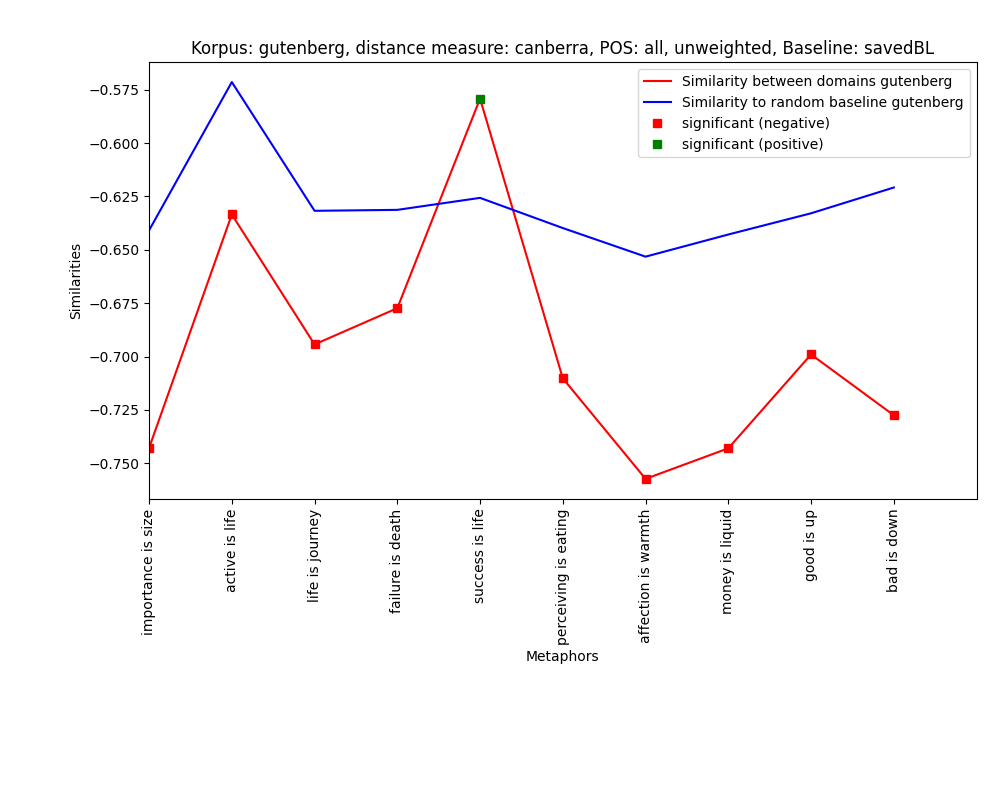 Korpus: gutenberg, distance measure: canberra, POS: all, unweighted, Baseline: savedBL
Similarity between domains gutenberg
Similarity to random baseline gutenberg
significant (negative)
significant (positive)
Similarities
−0.575
−0.600
−0.625
−0.650
−0.675
−0.700
−0.725
−0.750
importance is size
active is life
life is journey
failure is death
success is life
perceiving is eating
affection is warmth
money is liquid
good is up
bad is down
Metaphors